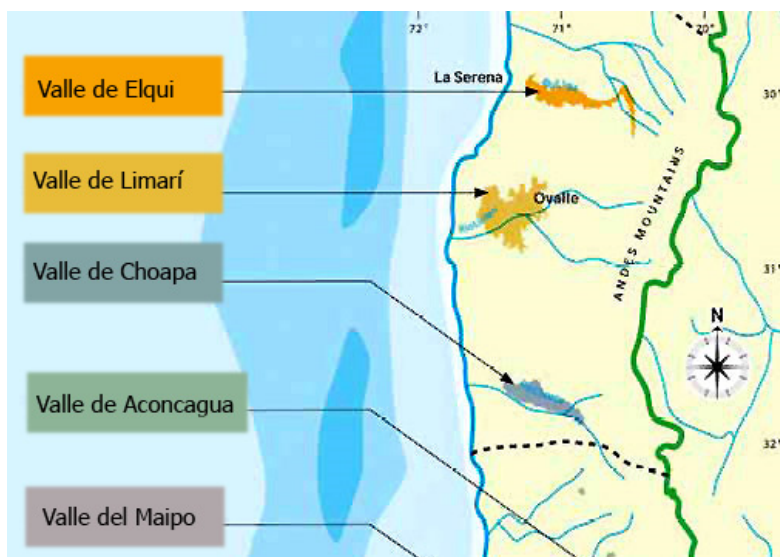 72°
71
70°
Valle de Elqui
La Serena
30°
Valle de Limarí
Ovalle
Valle de Choapa
ANDES MOUNTAINS
31°
N
Valle de Aconcagua
32°
Valle del Maipo